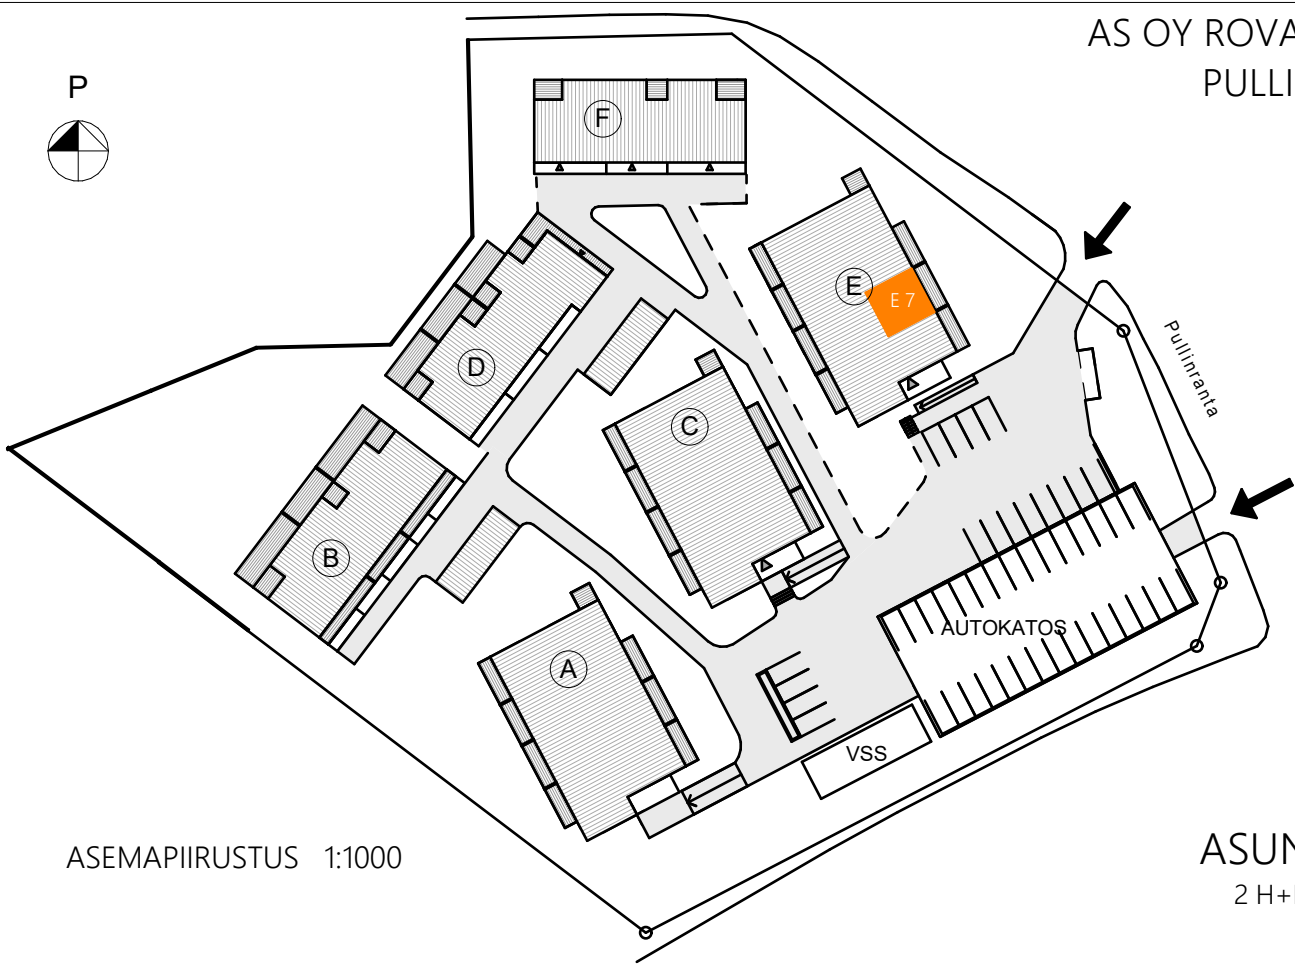 AS OY ROVA
PULLI
P
F
E
E 7
Pullinranta
D
C
B
A
AUTOKATOS
VSS
ASEMAPIIRUSTUS 1:1000
ASUN
2 H+